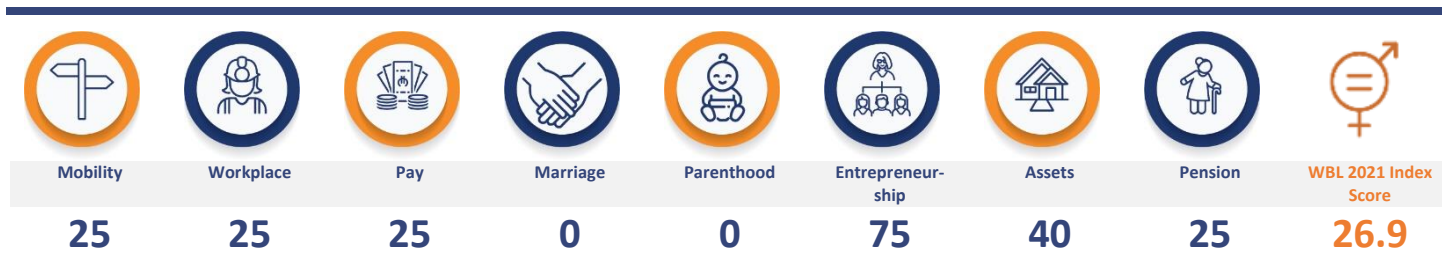 Mobility
Workplace
Pay
Marriage
Parenthood
Entrepreneur-
ship
Assets
Pension
WBL 2021 Index
Score
25
25
25
0
0
75
40
25
26.9